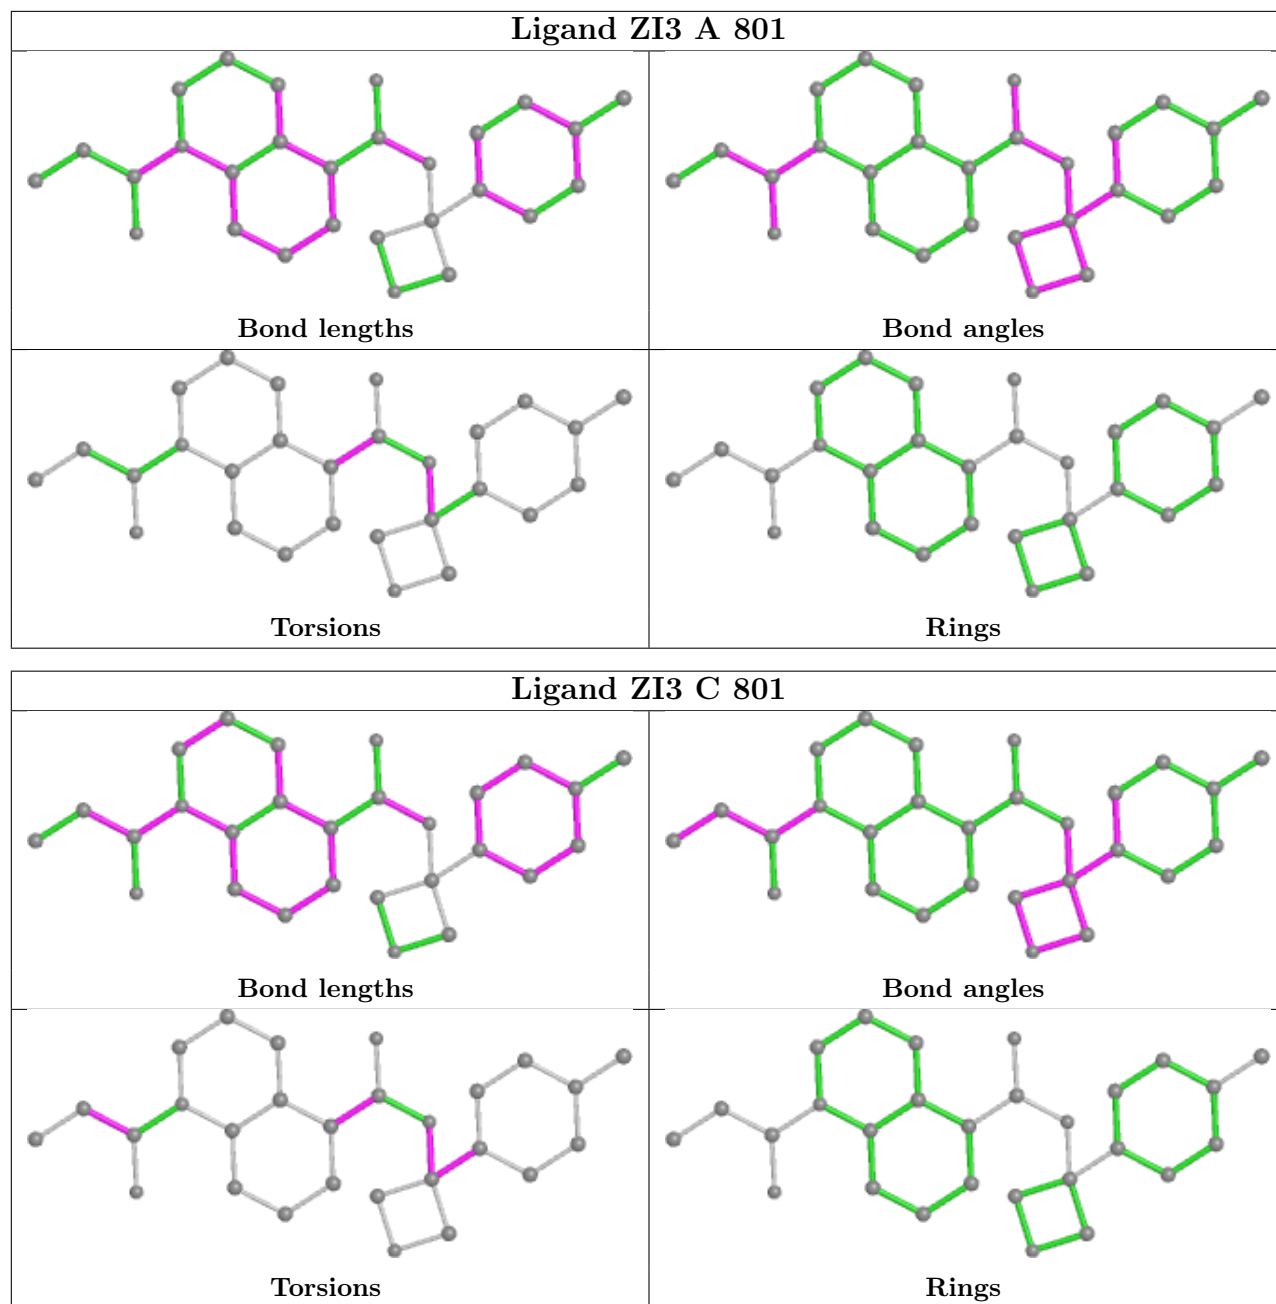 Ligand ZI3 A 801
Bond lengths
Bond angles
Torsions
Rings
Ligand ZI3 C 801
Bond lengths
Bond angles
Torsions
Rings